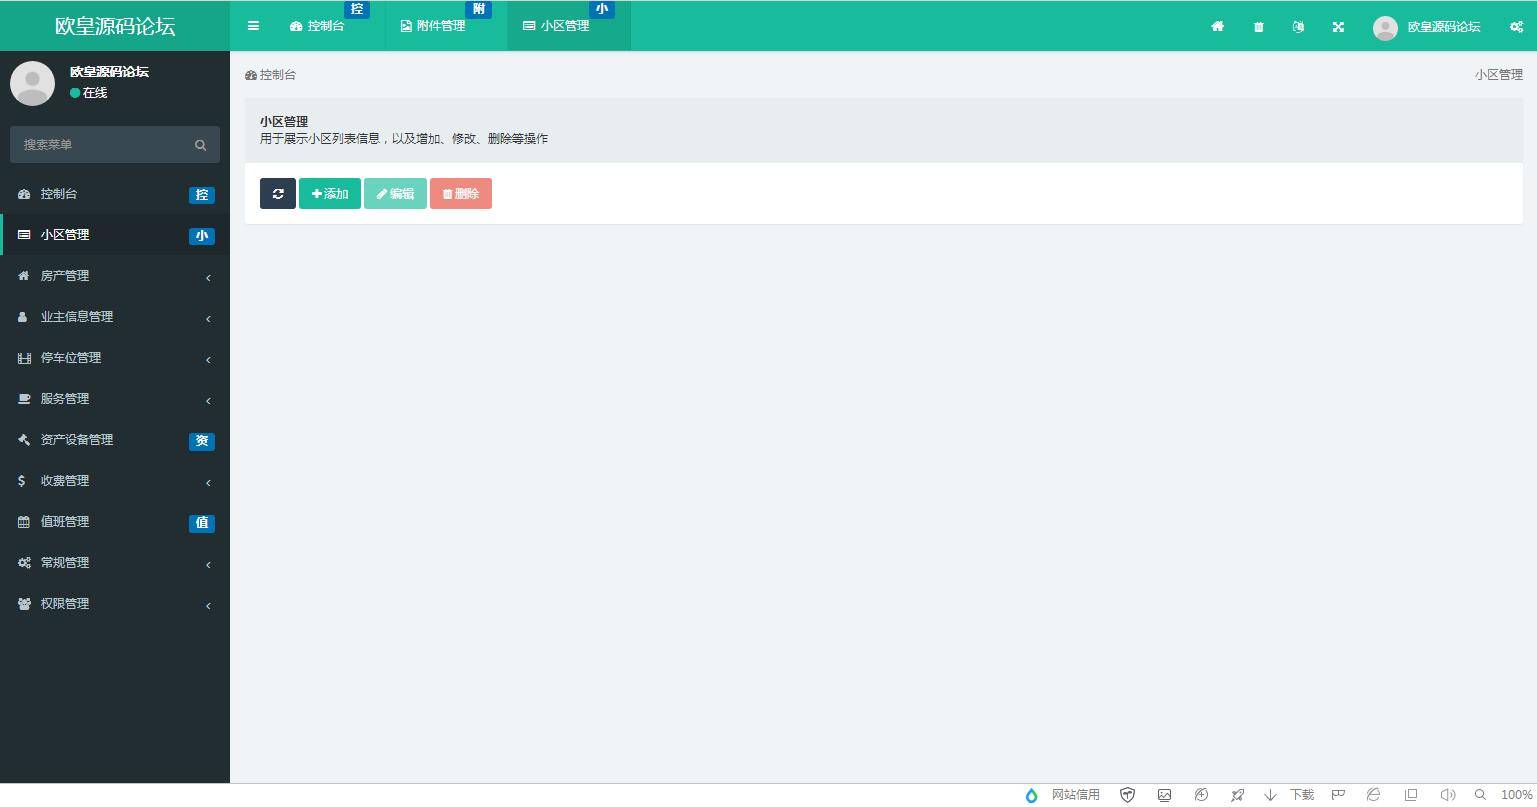 欧皇源码论坛
控制台 控
附件管理 附
小区管理 小
欧皇源码论坛
欧皇源码论坛
在线
搜索菜单
控制台 控
小区管理 小
房产管理
业主信息管理
停车位管理
服务管理
资产设备管理 资
收费管理
值班管理 值
常规管理
权限管理
控制台
小区管理
小区管理
用于展示小区列表信息，以及增加、修改、删除等操作
添加
编辑
删除
网站信用
下载
100%